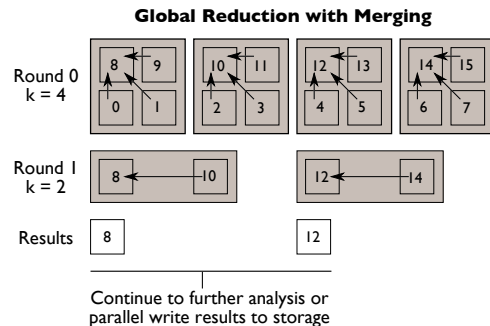 Global Reduction with Merging
Round 0
k = 4
8 9 10 11 12 13 14 15
0 1 2 3 4 5 6 7
Round 1
k = 2
8 10 12 14
Results
8 12
Continue to further analysis or
parallel write results to storage